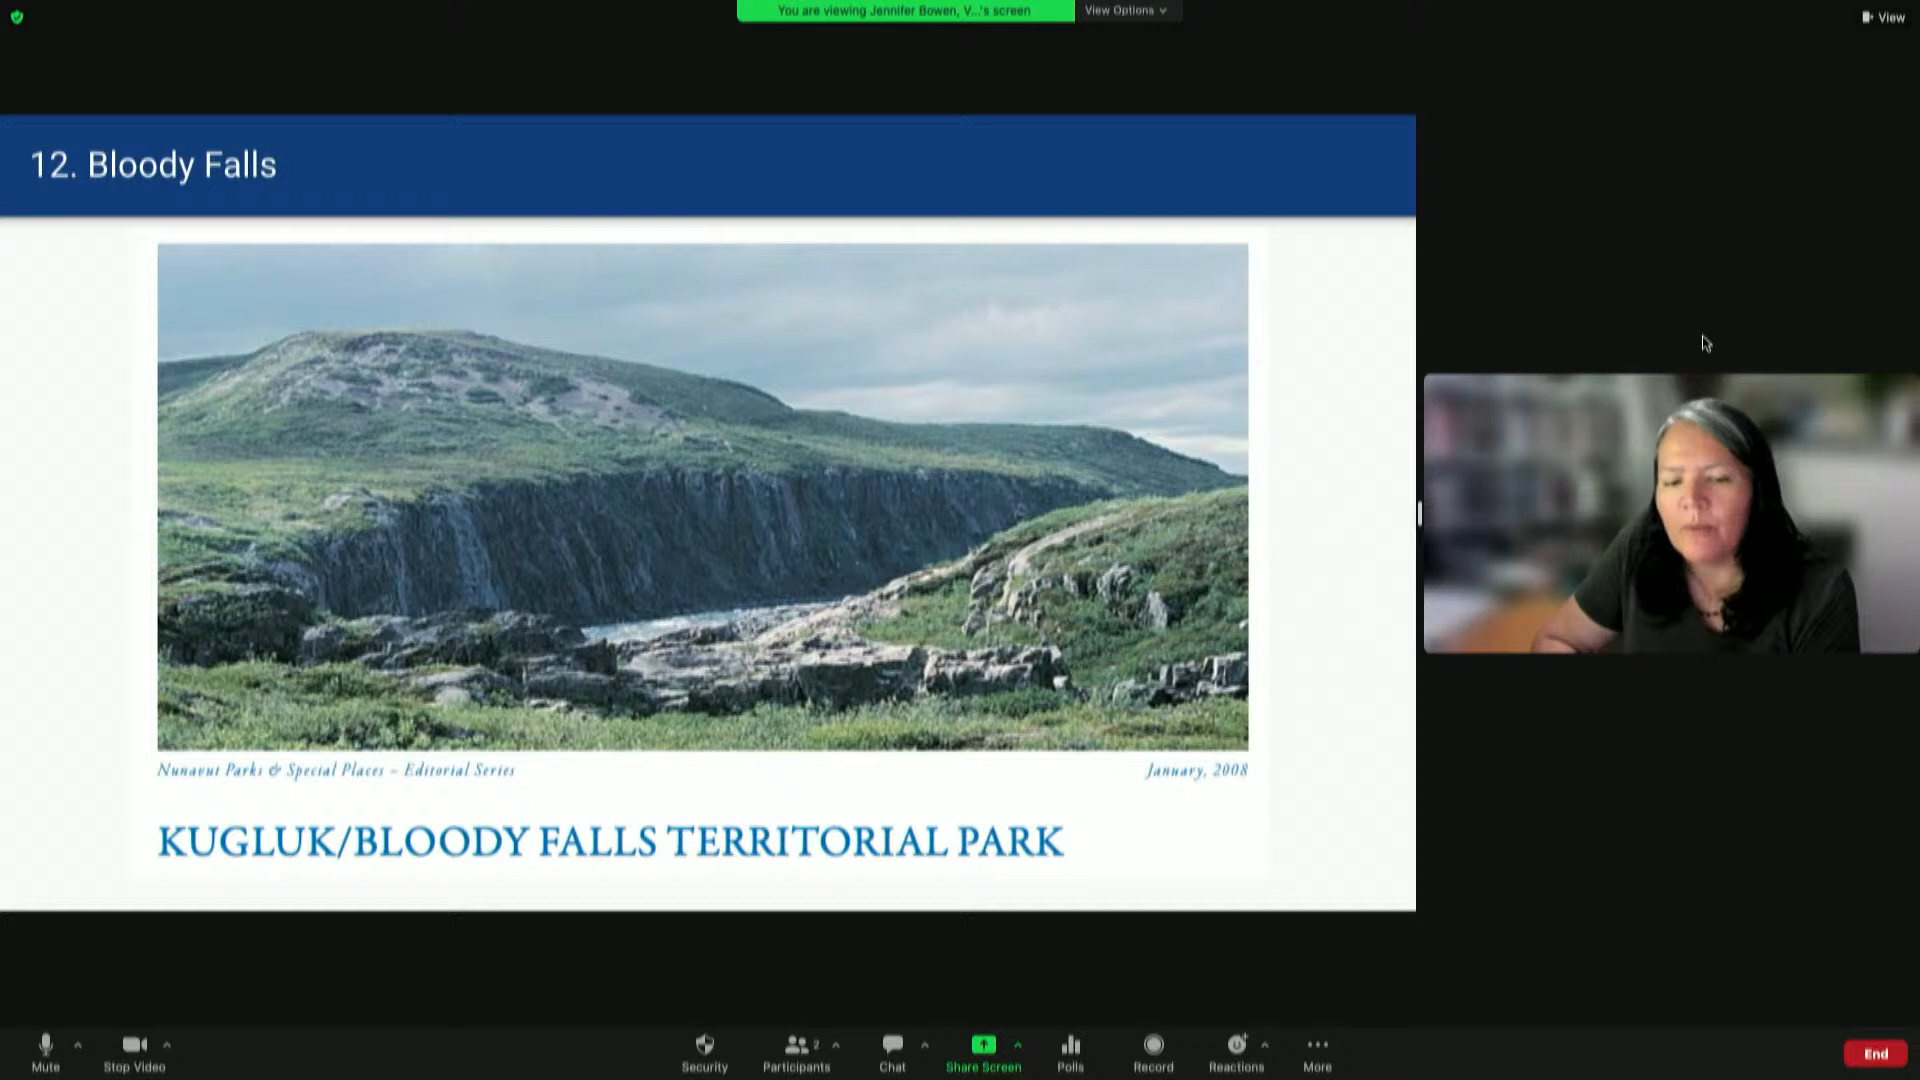 You are viewing Jennifer Bowen, V...'s screen
View Options
View
12. Bloody Falls
Nunavut Parks & Special Places – Editorial Series
January, 2008
KUGLUK/BLOODY FALLS TERRITORIAL PARK
Mute
Stop Video
Security
Participants
2
Chat
Share Screen
Polls
Record
Reactions
More
End